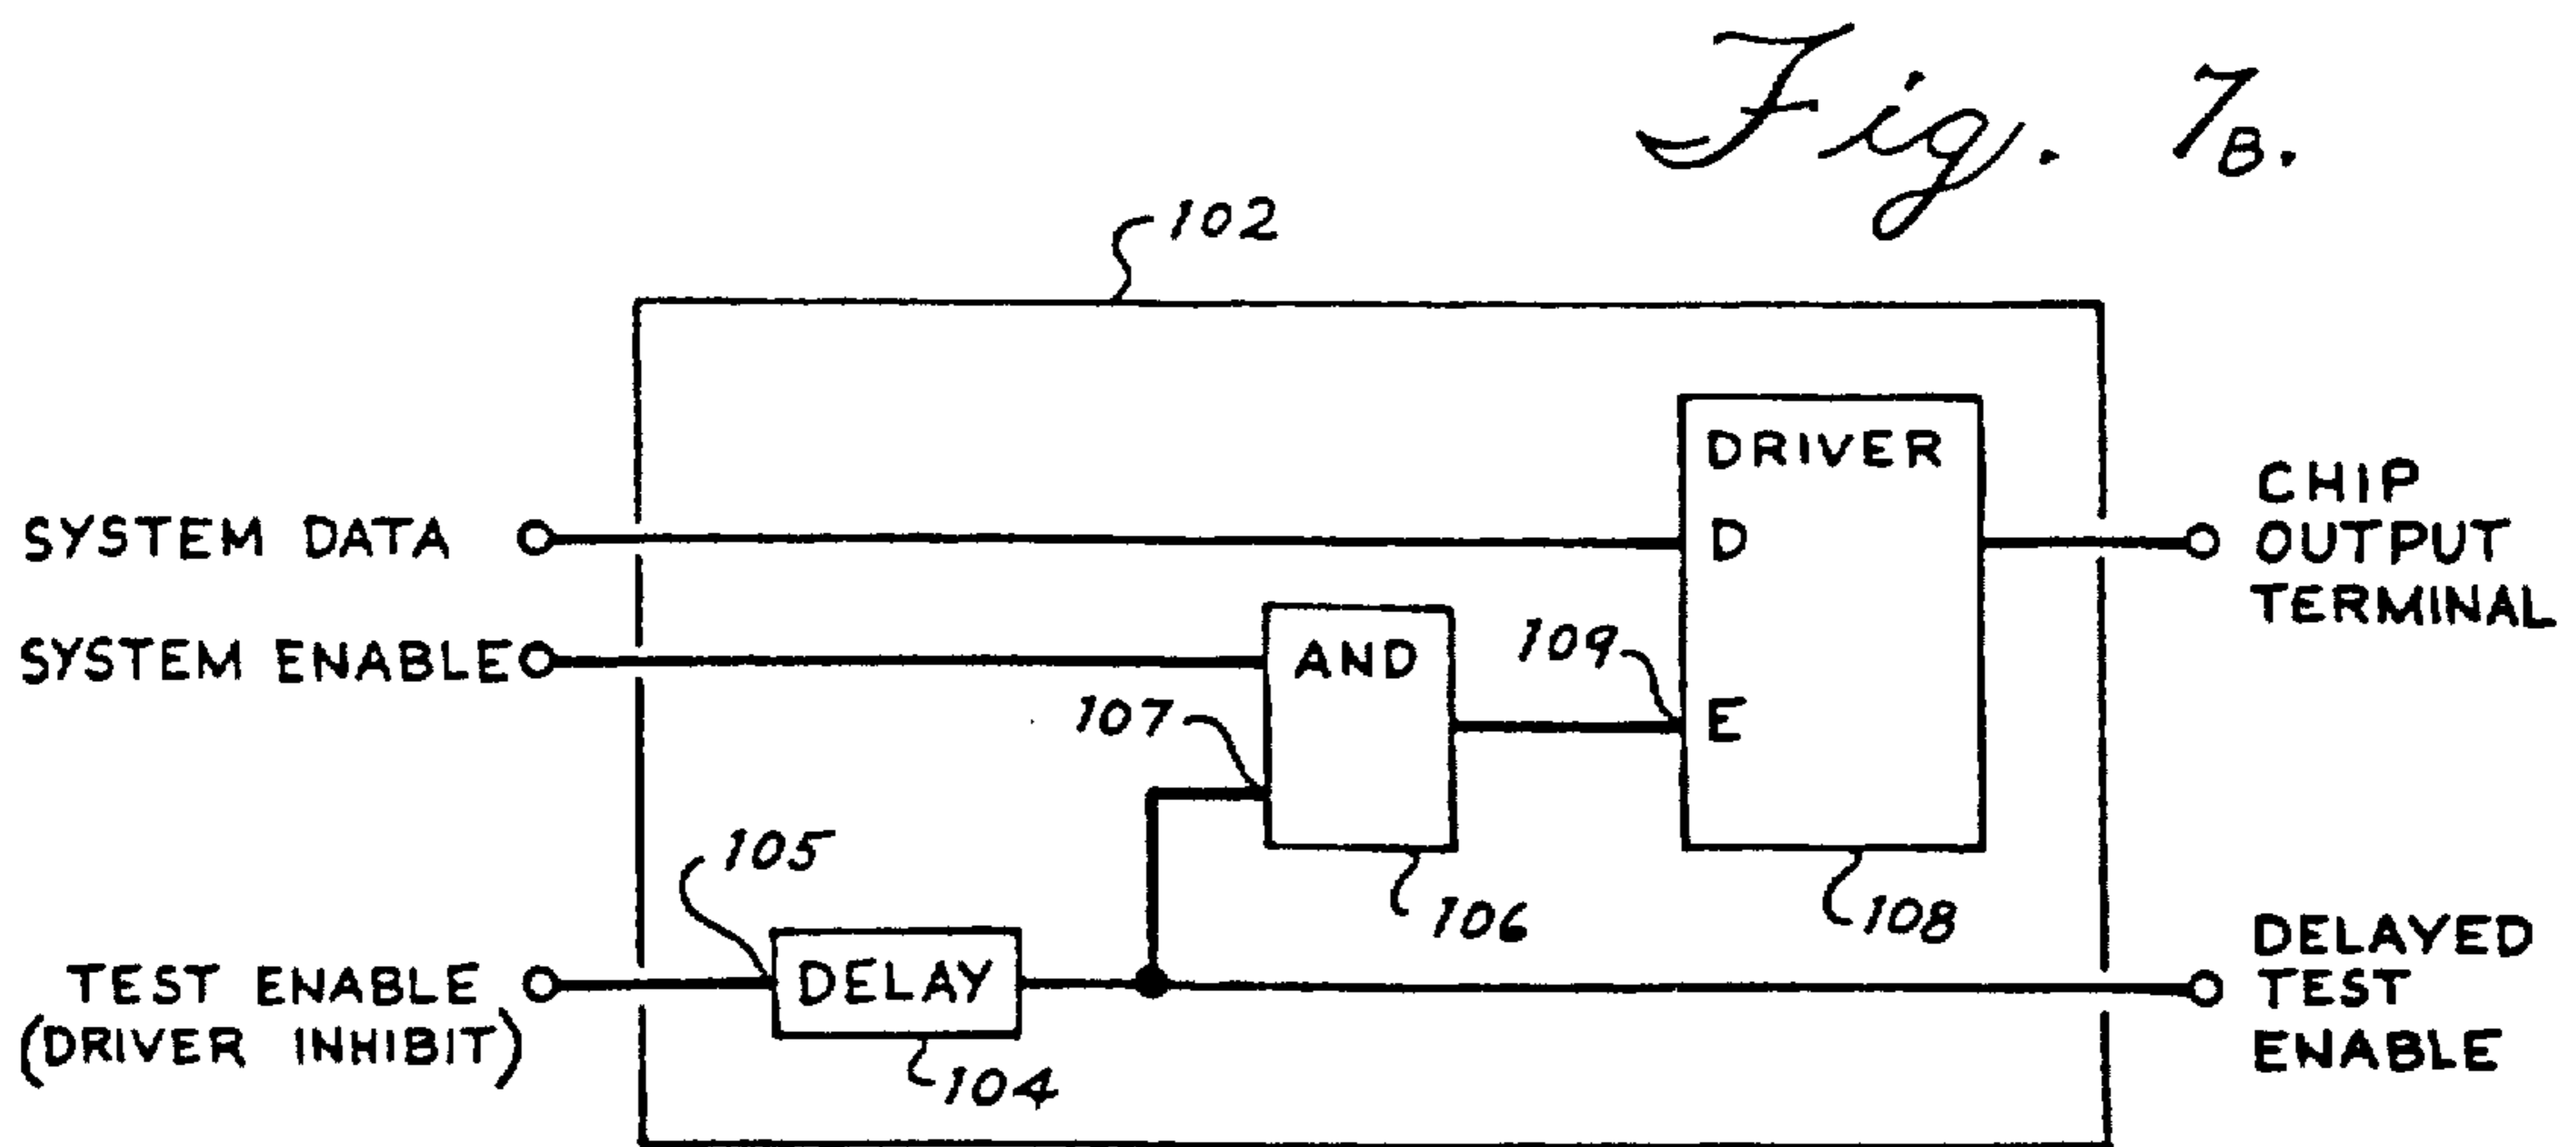 Fig. 7B.
102
DRIVER
SYSTEM DATA
D
CHIP
OUTPUT
TERMINAL
SYSTEM ENABLE
AND
109
107
E
105
106
108
TEST ENABLE
(DRIVER INHIBIT)
DELAY
104
DELAYED
TEST
ENABLE